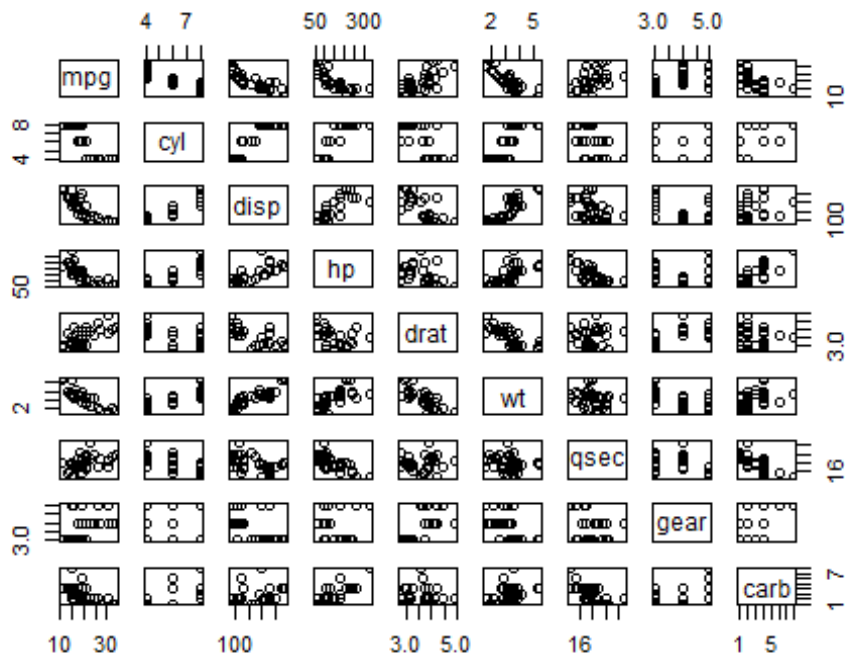 4 7 50 300 2 5 3.0 5.0
mpg 10
4 8 cyl
disp 100
50 hp
drat 3.0
2 wt
qsec 16
3.0 gear
carb 1 7
10 30 100 3.0 5.0 16 1 5